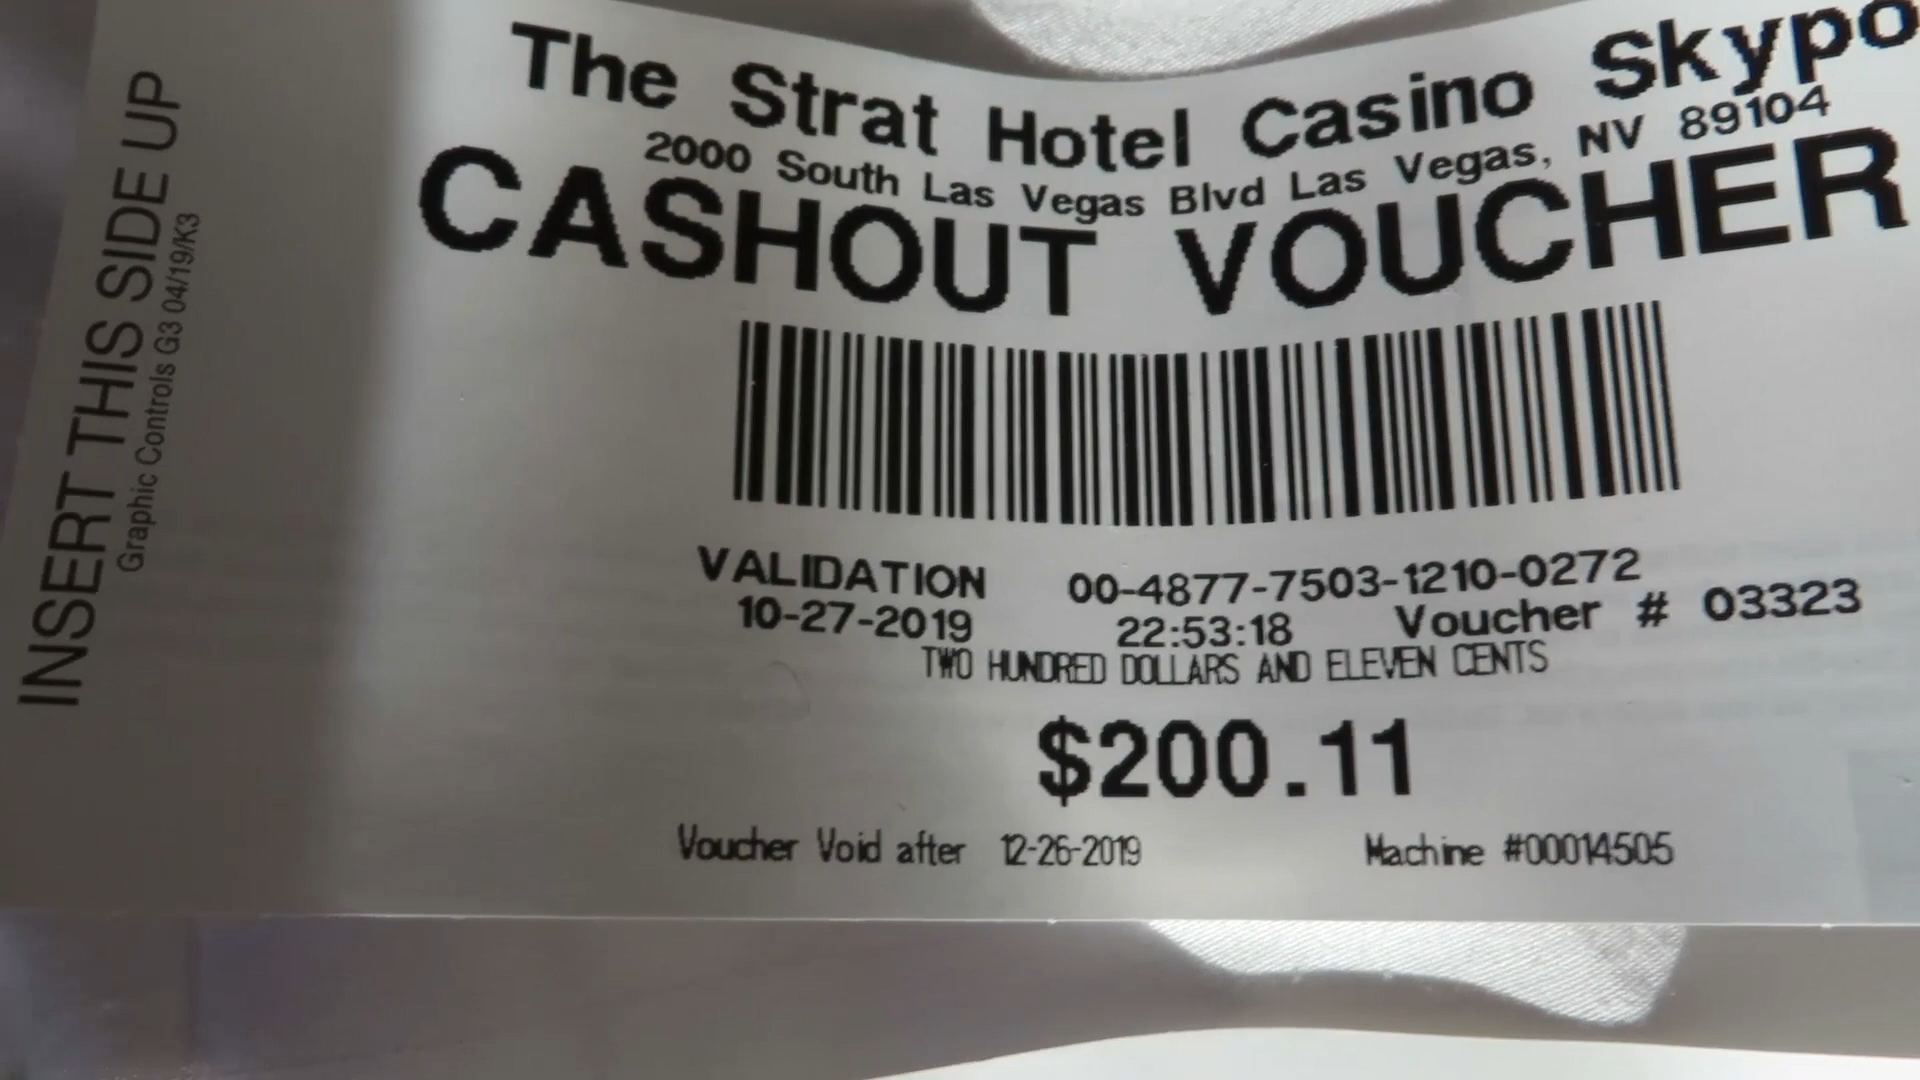 The Strat Hotel Casino Skypo
2000 South Las Vegas Blvd Las Vegas, NV 89104
CASHOUT VOUCHER
INSERT THIS SIDE UP
Graphic Controls G3 04/19/K3
VALIDATION 00-4877-7503-1210-0272
10-27-2019 22:53:18 Voucher # 03323
TWO HUNDRED DOLLARS AND ELEVEN CENTS
$200.11
Voucher Void after 12-26-2019 Machine #00014505